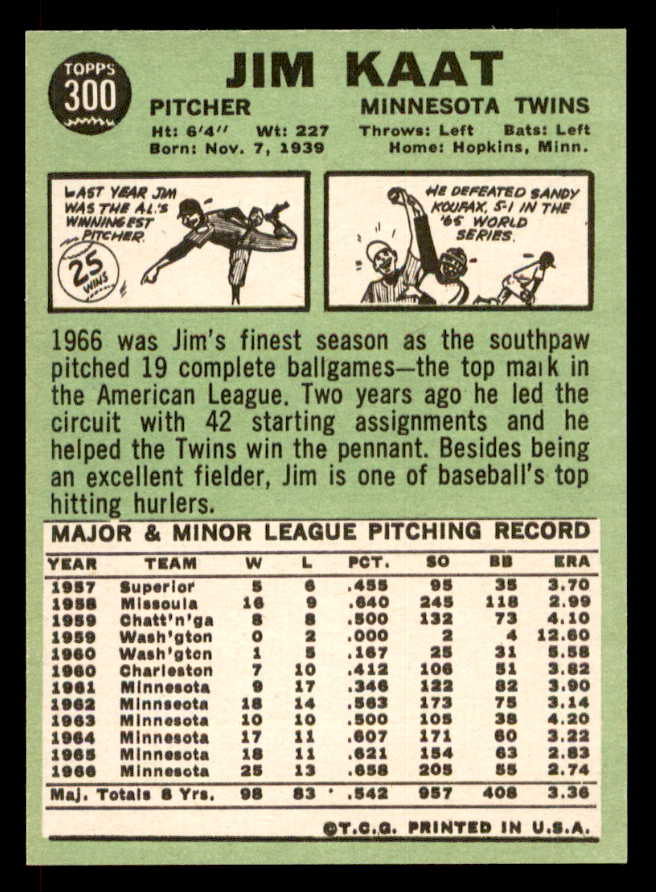 TOPPS
300
JIM KAAT
PITCHER MINNESOTA TWINS
Ht: 6'4" Wt: 227 Throws: Left Bats: Left
Born: Nov. 7, 1939 Home: Hopkins, Minn.
LAST YEAR JIM
WAS THE A.L.'S
WINNINGEST
PITCHER.
25
WINS
HE DEFEATED SANDY
KOUFAX, 5-1 IN THE
'65 WORLD
SERIES.
1966 was Jim's finest season as the southpaw
pitched 19 complete ballgames—the top mark in
the American League. Two years ago he led the
circuit with 42 starting assignments and he
helped the Twins win the pennant. Besides being
an excellent fielder, Jim is one of baseball's top
hitting hurlers.
MAJOR & MINOR LEAGUE PITCHING RECORD
YEAR TEAM W L PCT. SO BB ERA
1957 Superior 5 6 .455 95 35 3.70
1958 Missoula 16 9 .640 245 118 2.99
1959 Chatt'n'ga 8 8 .500 132 73 4.10
1959 Wash'gton 0 2 .000 2 4 12.60
1960 Wash'gton 1 5 .167 25 31 5.58
1960 Charleston 7 10 .412 106 51 3.82
1961 Minnesota 9 17 .346 122 82 3.90
1962 Minnseota 18 14 .563 173 75 3.14
1963 Minnesota 10 10 .500 105 38 4.20
1964 Minnesota 17 11 .607 171 60 3.22
1965 Minnesota 18 11 .621 154 63 2.83
1966 Minnesota 25 13 .658 205 55 2.74
Maj. Totals 8 Yrs. 98 83 .542 957 408 3.36
©T.C.G. PRINTED IN U.S.A.